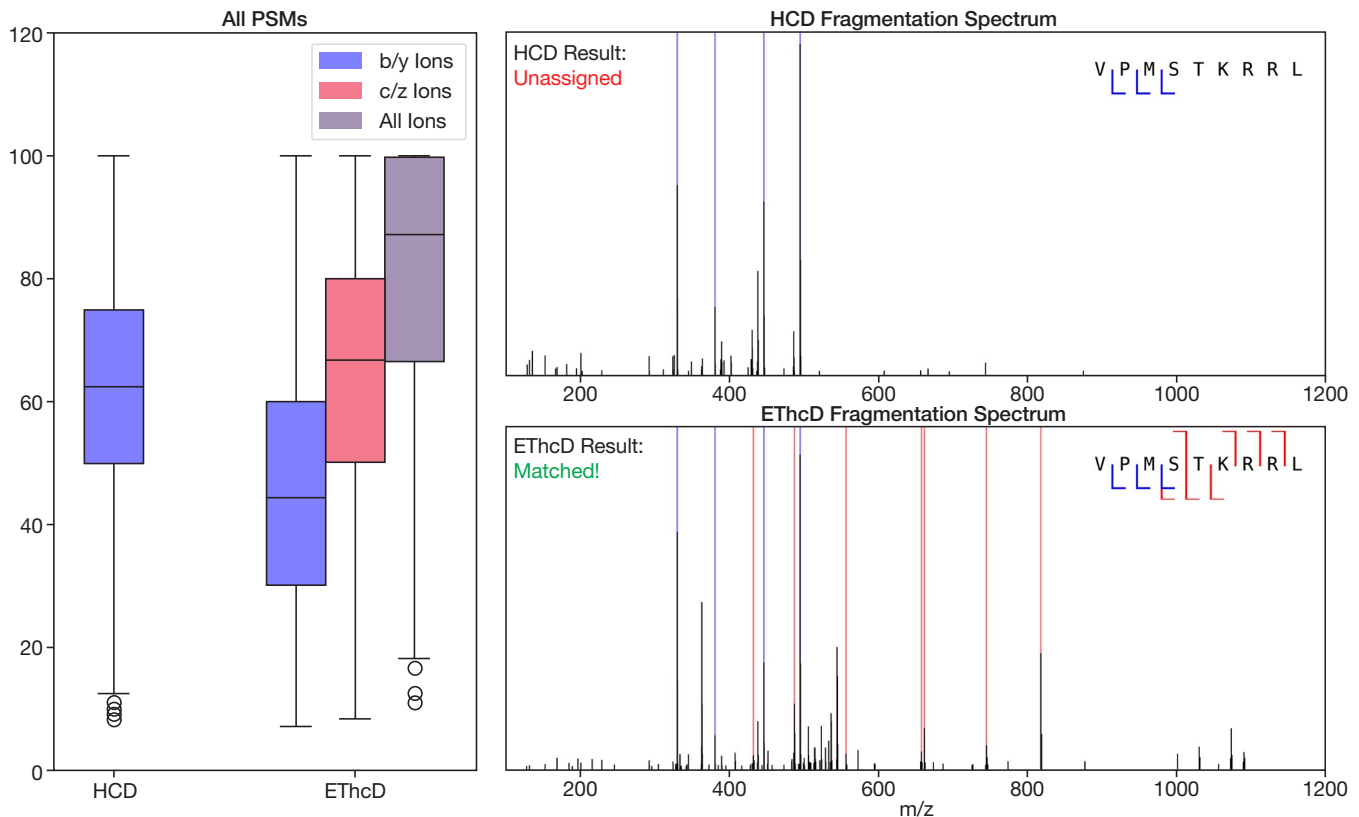 All PSMs
120
100
80
60
40
20
0
b/y Ions
c/z Ions
All Ions
HCD
EThcD
HCD Fragmentation Spectrum
HCD Result:
Unassigned
V P M S T K R R L
200
400
600
800
1000
1200
EThcD Fragmentation Spectrum
EThcD Result:
Matched!
V P M S T K R R L
200
400
600
800
1000
1200
m/z